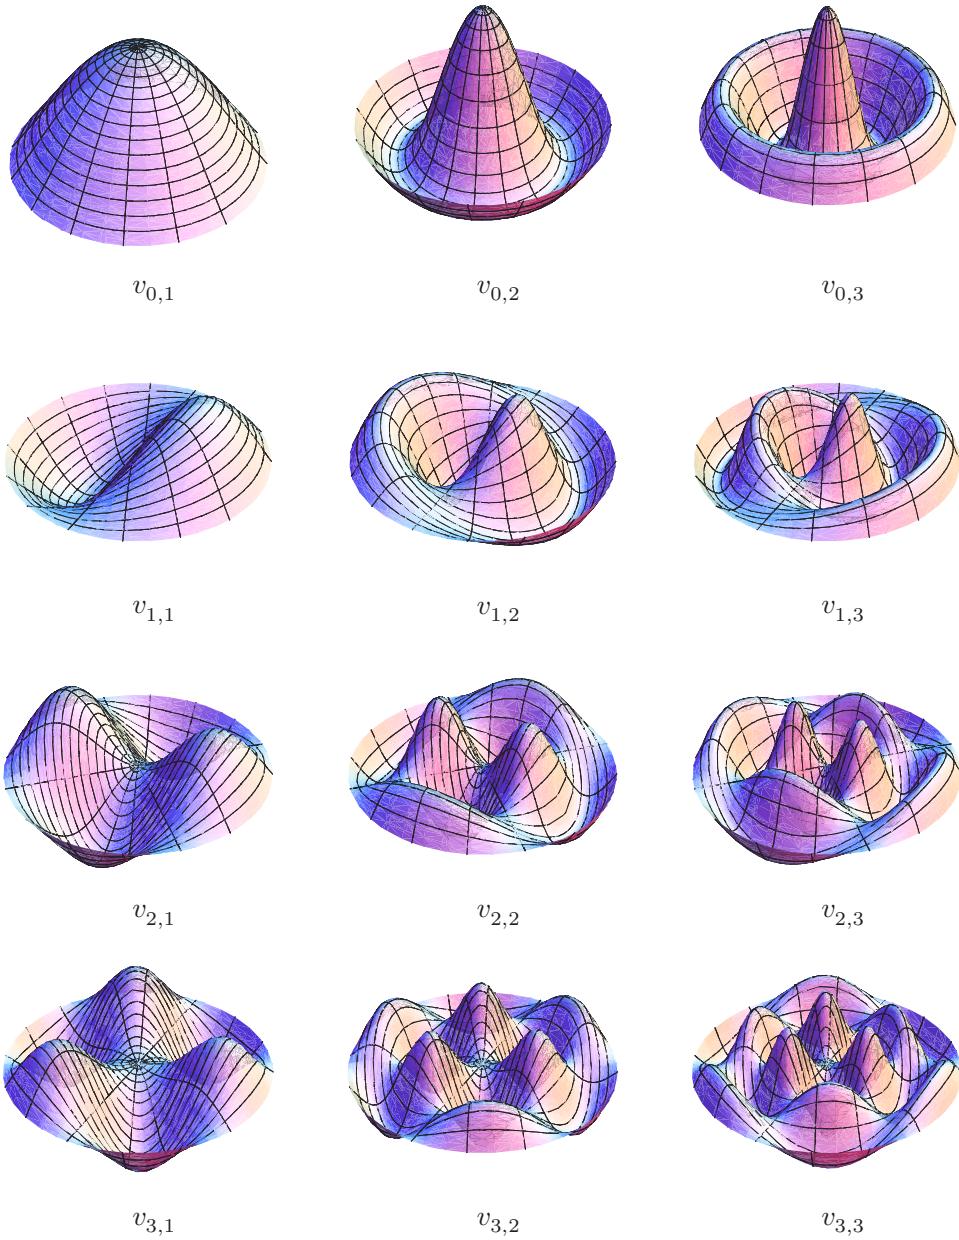 v_{0,1} v_{0,2} v_{0,3}
v_{1,1} v_{1,2} v_{1,3}
v_{2,1} v_{2,2} v_{2,3}
v_{3,1} v_{3,2} v_{3,3}